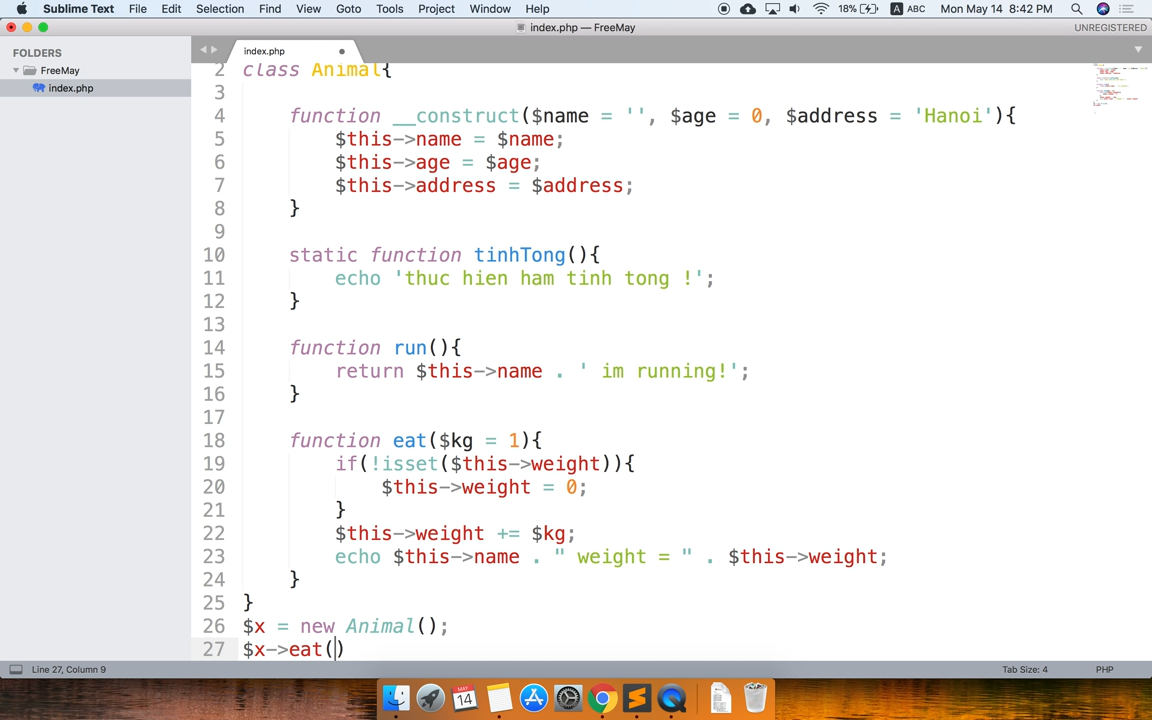 Sublime Text File Edit Selection Find View Goto Tools Project Window Help 18% A ABC Mon May 14 8:42 PM
index.php — FreeMay UNREGISTERED
FOLDERS
FreeMay
index.php
index.php
2 class Animal{
3
4 function __construct($name = '', $age = 0, $address = 'Hanoi'){
5 $this->name = $name;
6 $this->age = $age;
7 $this->address = $address;
8 }
9
10 static function tinhTong(){
11 echo 'thuc hien ham tinh tong !';
12 }
13
14 function run(){
15 return $this->name . ' im running!';
16 }
17
18 function eat($kg = 1){
19 if(!isset($this->weight)){
20 $this->weight = 0;
21 }
22 $this->weight += $kg;
23 echo $this->name . " weight = " . $this->weight;
24 }
25 }
26 $x = new Animal();
27 $x->eat()
Line 27, Column 9 Tab Size: 4 PHP
MAY
14